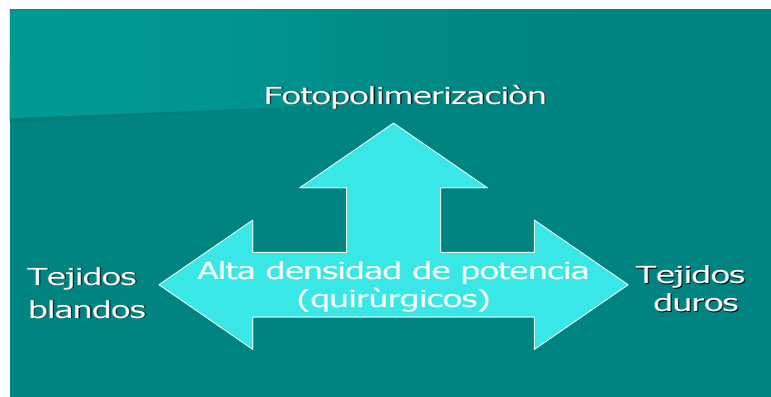 Fotopolimerizaciòn
Tejidos
blandos
Alta densidad de potencia
(quirùrgicos)
Tejidos
duros